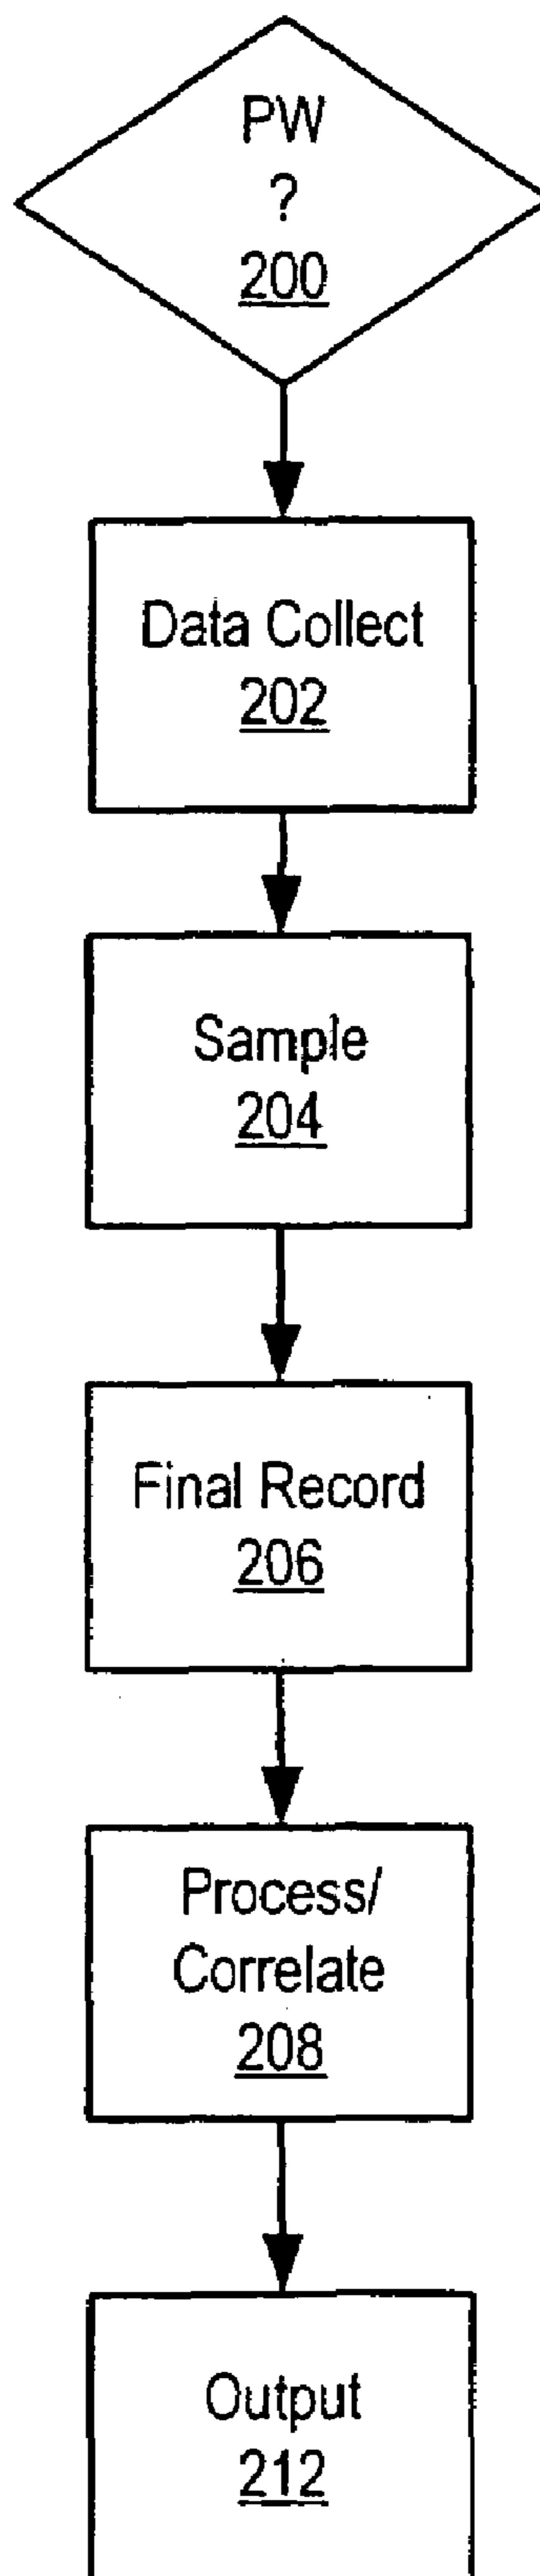 PW
?
200
Data Collect
202
Sample
204
Final Record
206
Process/
Correlate
208
Output
212